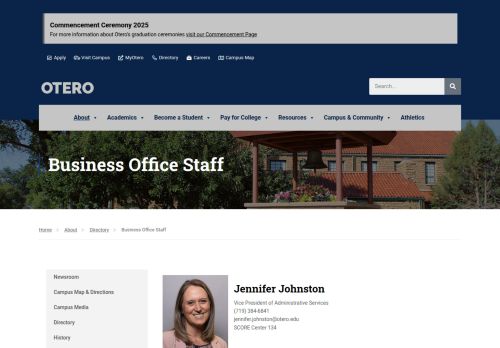 Commencement Ceremony 2025
For more information about Otero's graduation ceremonies visit our Commencement Page
Apply Visit Campus MyOtero Directory Careers Campus Map
OTERO
Search...
About Academics Become a Student Pay for College Resources Campus & Community Athletics
Business Office Staff
Home > About > Directory > Business Office Staff
Newsroom
Campus Map & Directions
Campus Media
Directory
History
Jennifer Johnston
Vice President of Administrative Services
(719) 384-6841
jennifer.johnston@otero.edu
SCORE Center 134